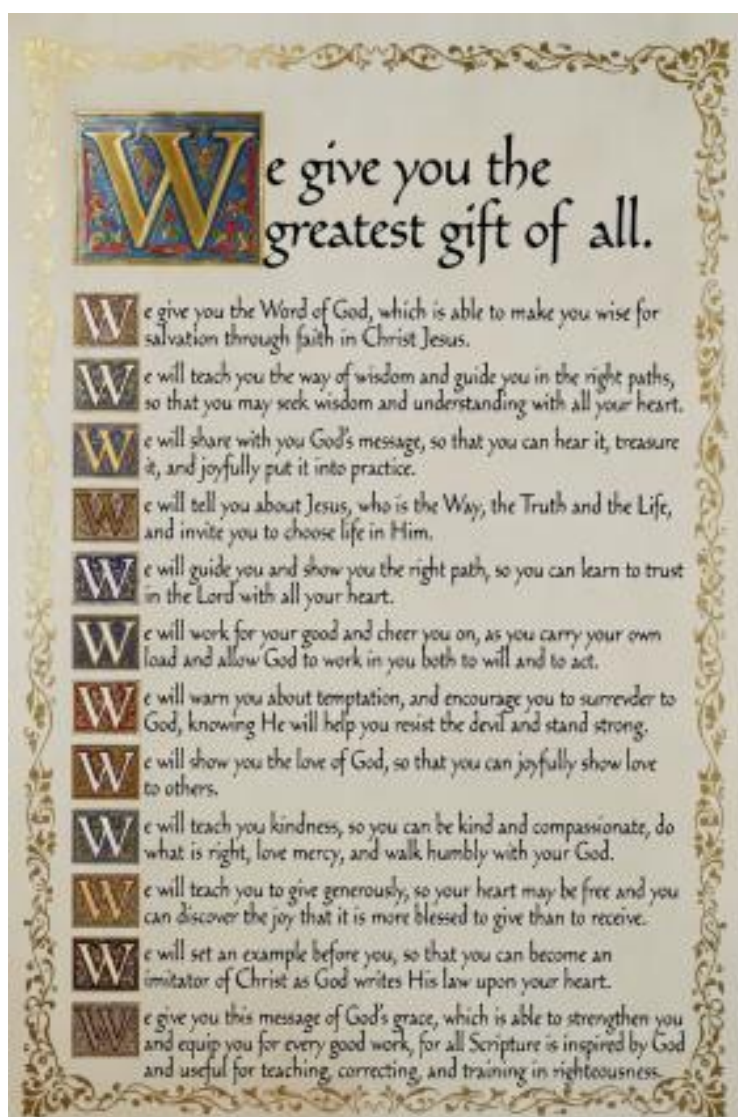 We give you the
greatest gift of all.
We give you the Word of God, which is able to make you wise for
salvation through faith in Christ Jesus.
We will teach you the way of wisdom and guide you in the right paths,
so that you may seek wisdom and understanding with all your heart.
We will share with you God's message, so that you can hear it, treasure
it, and joyfully put it into practice.
We will tell you about Jesus, who is the Way, the Truth and the Life,
and invite you to choose life in Him.
We will guide you and show you the right path, so you can learn to trust
in the Lord with all your heart.
We will work for your good and cheer you on, as you carry your own
load and allow God to work in you both to will and to act.
We will warn you about temptation, and encourage you to surrevder to
God, knowing He will help you resist the devil and stand strong.
We will show you the love of God, so that you can joyfully show love
to others.
We will teach you kindness, so you can be kind and compassionate, do
what is right, love mercy, and walk humbly with your God.
We will teach you to give generously, so your heart may be free and you
can discover the joy that it is more blessed to give than to receive.
We will set an example before you, so that you can become an
imitator of Christ as God writes His law upon your heart.
We give you this message of God's grace, which is able to strengthen you
and equip you for every good work, for all Scripture is inspired by God
and useful for teaching, correcting, and training in righteousness.